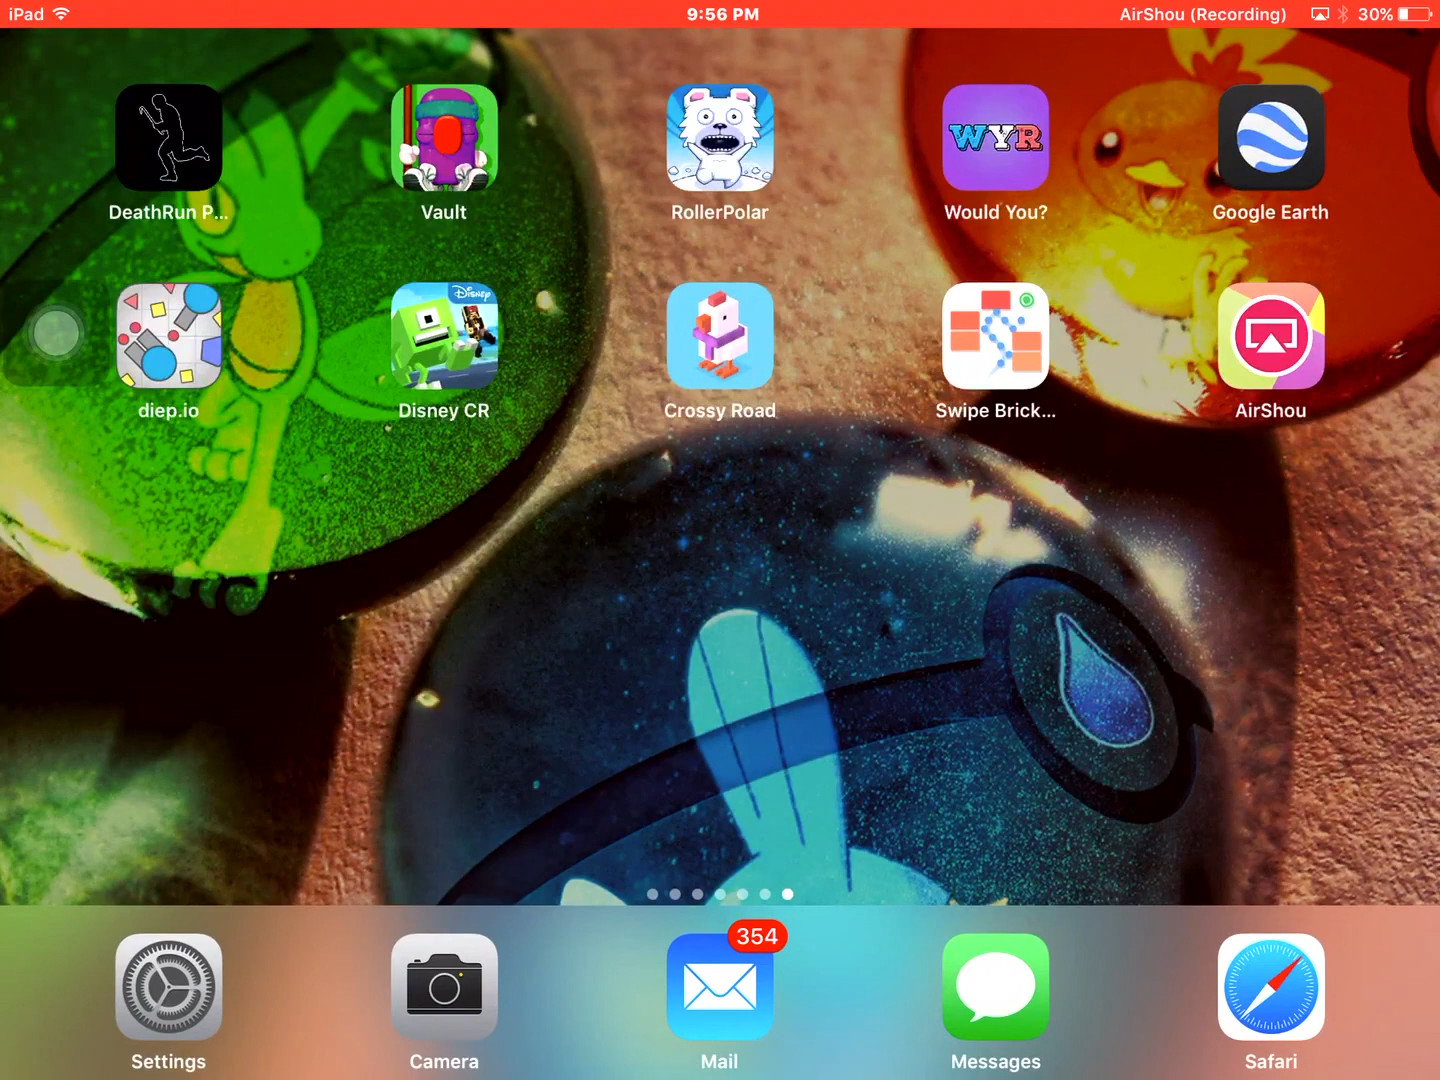 iPad 9:56 PM AirShou (Recording) 30%
WYR
DeathRun P... Vault RollerPolar Would You? Google Earth
Disney
diep.io Disney CR Crossy Road Swipe Brick... AirShou
354
Settings Camera Mail Messages Safari